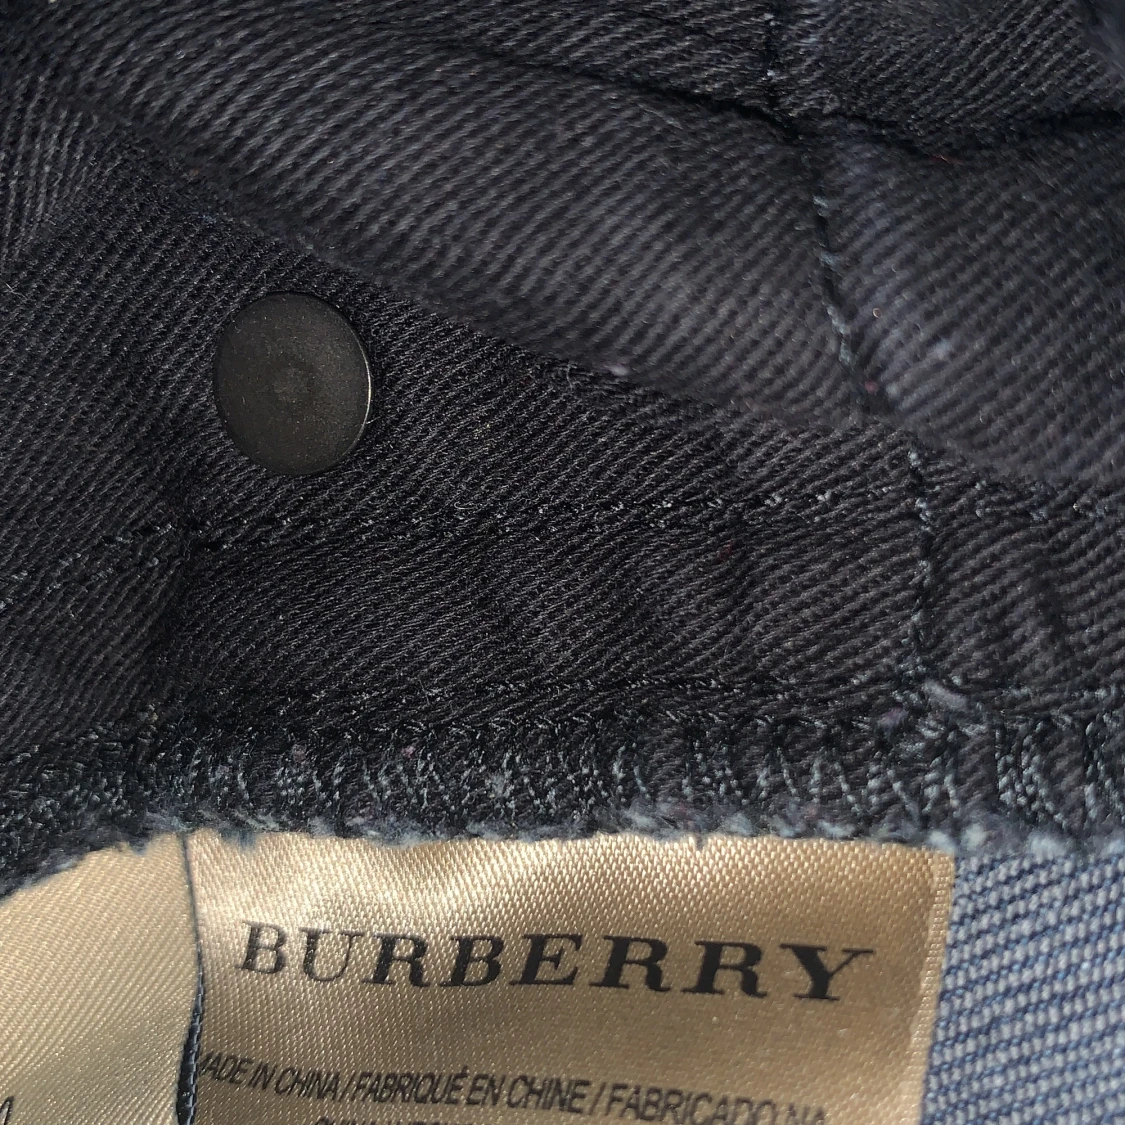 BURBERRY
MADE IN CHINA / FABRIQUÉ EN CHINE / FABRICADO NA